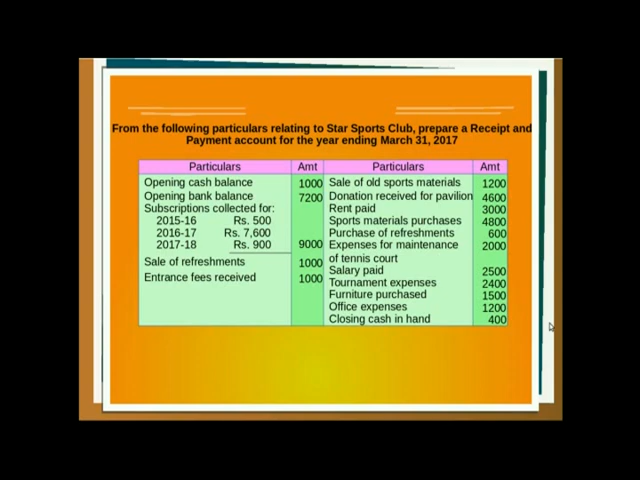 From the following particulars relating to Star Sports Club, prepare a Receipt and
Payment account for the year ending March 31, 2017
Particulars Amt Particulars Amt
Opening cash balance 1000
Opening bank balance 7200
Subscriptions collected for:
2015-16 Rs. 500
2016-17 Rs. 7,600
2017-18 Rs. 900 9000
Sale of refreshments 1000
Entrance fees received 1000
Sale of old sports materials 1200
Donation received for pavilion 4600
Rent paid 3000
Sports materials purchases 4800
Purchase of refreshments 600
Expenses for maintenance 2000
of tennis court
Salary paid 2500
Tournament expenses 2400
Furniture purchased 1500
Office expenses 1200
Closing cash in hand 400